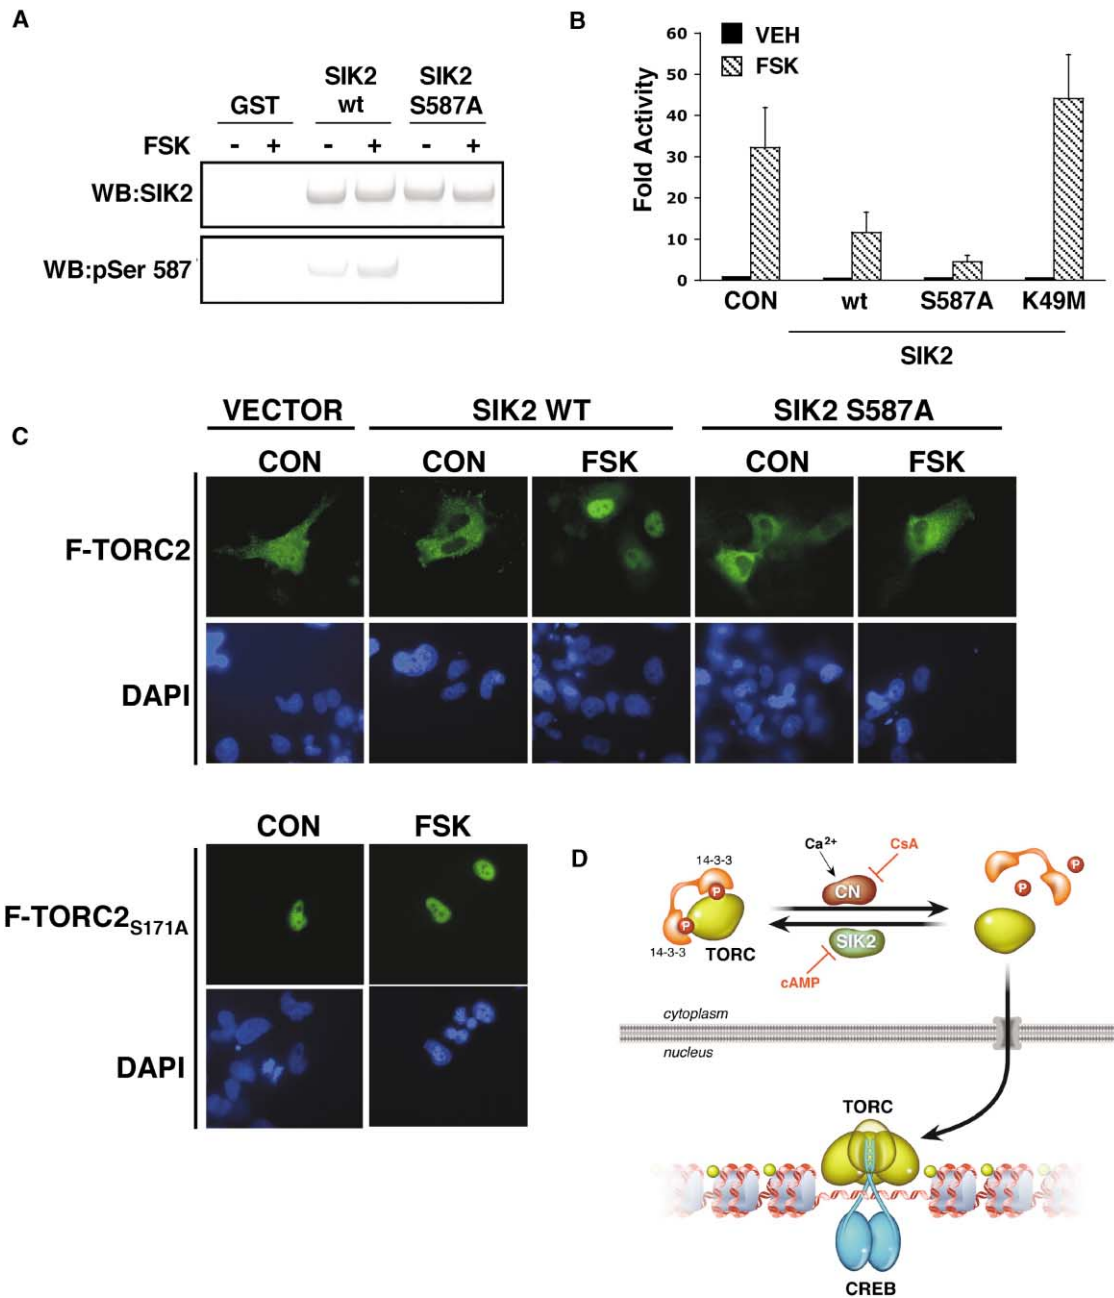 A
SIK2 SIK2
GST wt S587A
FSK - + - + - +
WB:SIK2
WB:pSer 587
B
VEH
FSK
Fold Activity
60
50
40
30
20
10
0
CON wt S587A K49M
SIK2
C
VECTOR SIK2 WT SIK2 S587A
CON CON FSK CON FSK
F-TORC2
DAPI
CON FSK
F-TORC2S171A
DAPI
D
14-3-3
P
P
14-3-3
TORC
Ca2+
CsA
CN
SIK2
cAMP
P
P
cytoplasm
nucleus
TORC
CREB